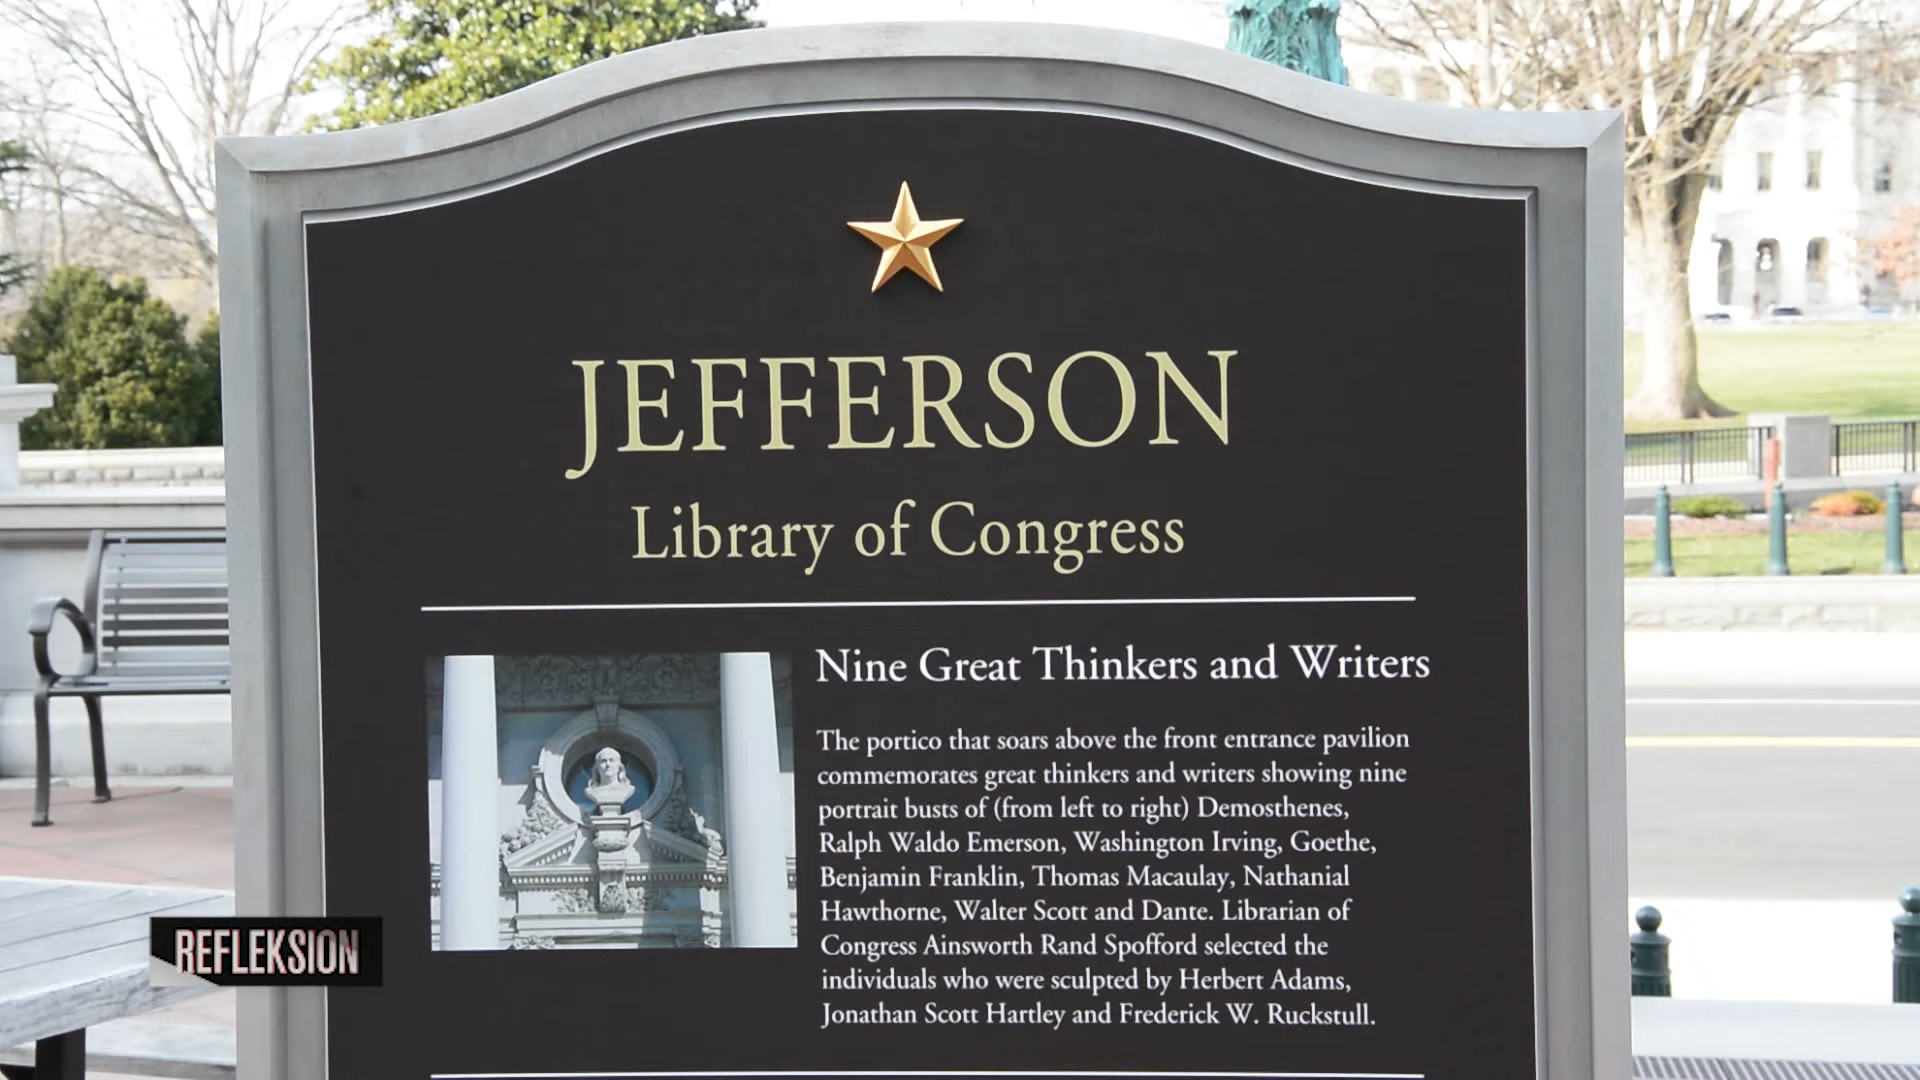 JEFFERSON
Library of Congress
Nine Great Thinkers and Writers
The portico that soars above the front entrance pavilion
commemorates great thinkers and writers showing nine
portrait busts of (from left to right) Demosthenes,
Ralph Waldo Emerson, Washington Irving, Goethe,
Benjamin Franklin, Thomas Macaulay, Nathanial
Hawthorne, Walter Scott and Dante. Librarian of
Congress Ainsworth Rand Spofford selected the
individuals who were sculpted by Herbert Adams,
Jonathan Scott Hartley and Frederick W. Ruckstull.
REFLEKSION